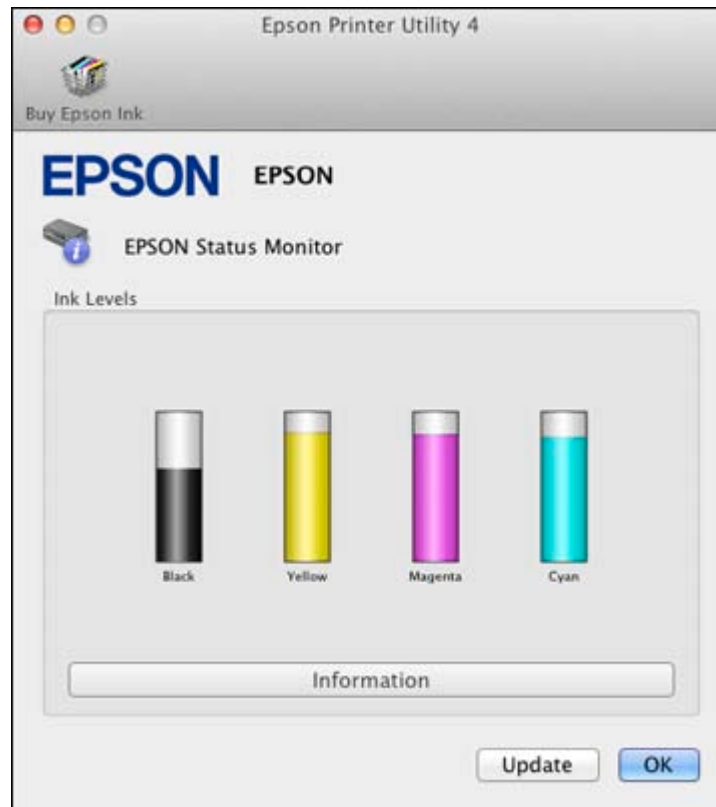 Epson Printer Utility 4
Buy Epson Ink
EPSON EPSON
EPSON Status Monitor
Ink Levels
Black Yellow Magenta Cyan
Information
Update OK